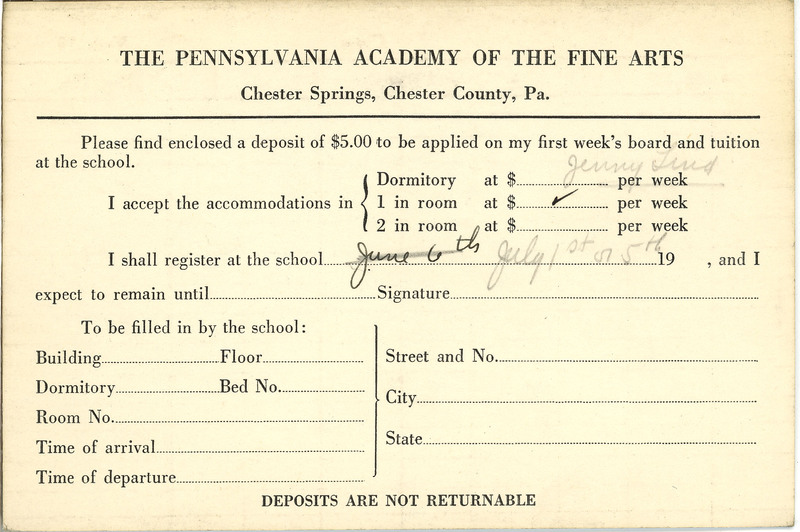 THE PENNSYLVANIA ACADEMY OF THE FINE ARTS
Chester Springs, Chester County, Pa.
Please find enclosed a deposit of $5.00 to be applied on my first week's board and tuition
at the school.
Jenny Lind
Dormitory at $ per week
I accept the accommodations in { 1 in room at $ ✓ per week
2 in room at $ per week
I shall register at the school June 6th July 1st or 5th 19 , and I
expect to remain until Signature
To be filled in by the school:
Building Floor
Street and No.
Dormitory Bed No.
City
Room No.
State
Time of arrival
Time of departure
DEPOSITS ARE NOT RETURNABLE